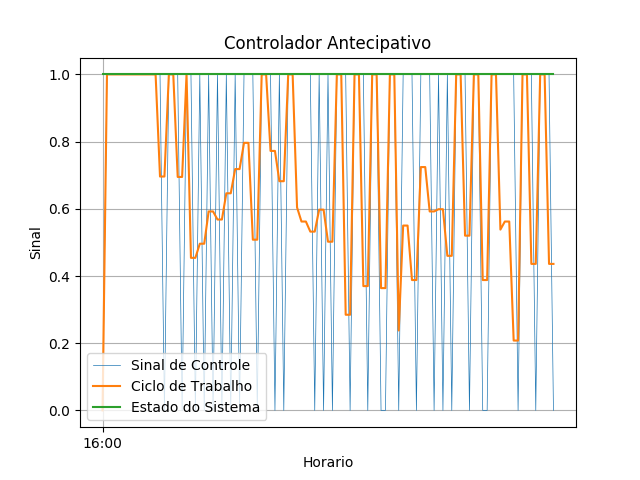 Controlador Antecipativo
1.0
0.8
0.6
0.4
0.2
0.0
Sinal
Sinal de Controle
Ciclo de Trabalho
Estado do Sistema
16:00
Horario